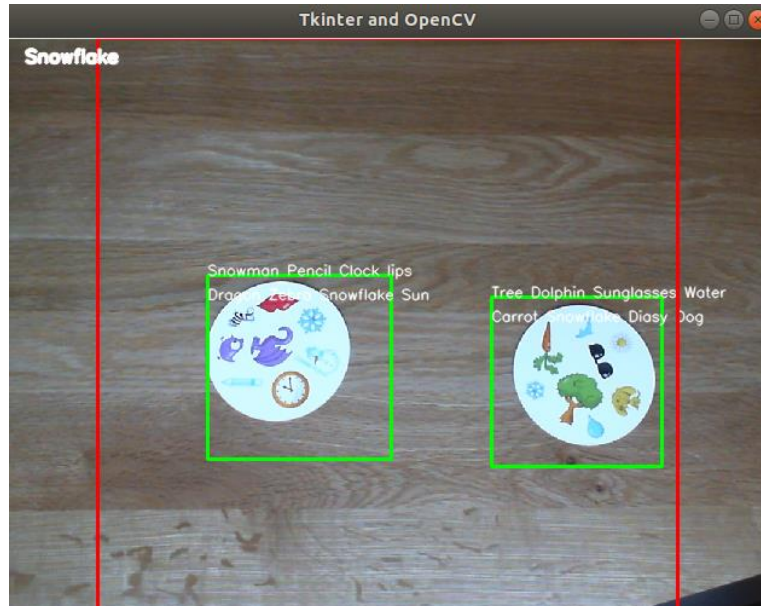 Tkinter and OpenCV
Snowflake
Snowman Pencil Clock lips
Dragon Zebra Snowflake Sun
Tree Dolphin Sunglasses Water
Carrot Snowflake Diasy Dog